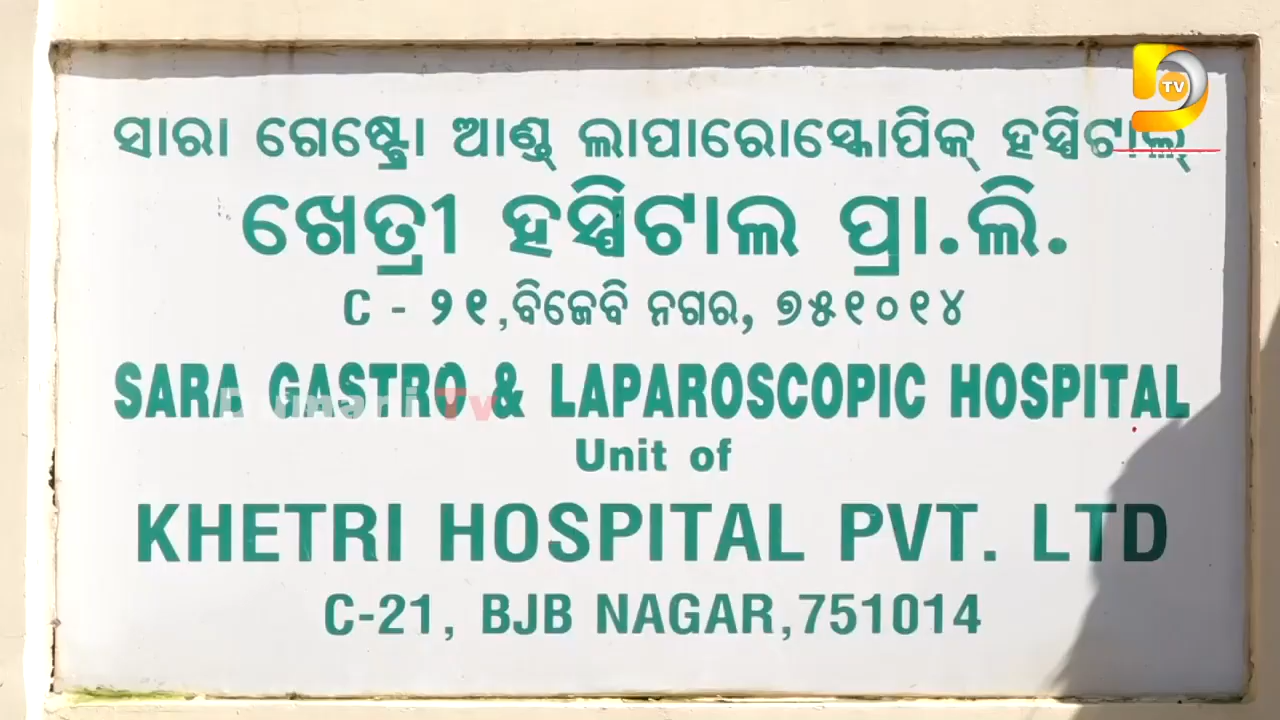 TV
ସାରା ଗେଷ୍ଟ୍ରୋ ଆଣ୍ଡ୍ ଲାପାରୋସ୍କୋପିକ୍ ହସ୍ପିଟାଲ୍
ଖେତ୍ରୀ ହସ୍ପିଟାଲ ପ୍ରା.ଲି.
C - ୨୧,ବିଜେବି ନଗର, ୭୫୧୦୧୪
SARA GASTRO & LAPAROSCOPIC HOSPITAL
Unit of
KHETRI HOSPITAL PVT. LTD
C-21, BJB NAGAR,751014